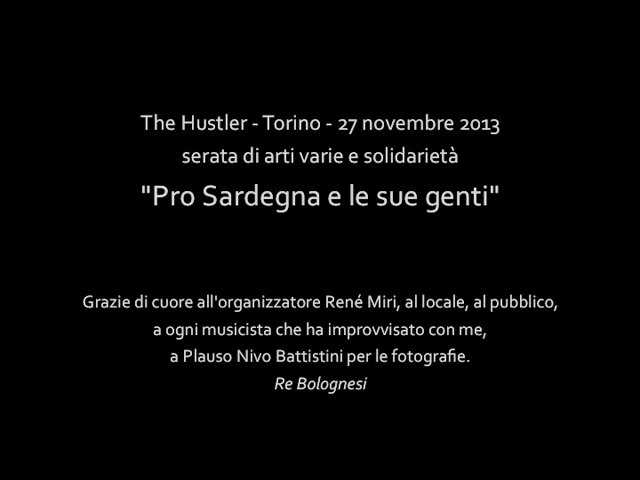 The Hustler - Torino - 27 novembre 2013
serata di arti varie e solidarietà
"Pro Sardegna e le sue genti"
Grazie di cuore all'organizzatore René Miri, al locale, al pubblico,
a ogni musicista che ha improvvisato con me,
a Plauso Nivo Battistini per le fotografie.
Re Bolognesi